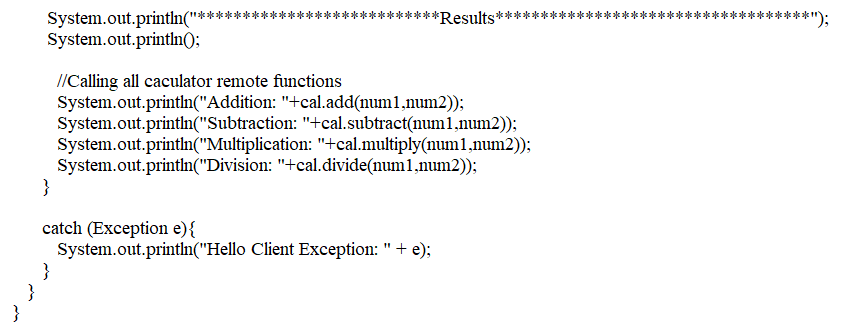 System.out.println("***************************Results***********************************");
System.out.println();
//Calling all caculator remote functions
System.out.println("Addition: "+cal.add(num1,num2));
System.out.println("Subtraction: "+cal.subtract(num1,num2));
System.out.println("Multiplication: "+cal.multiply(num1,num2));
System.out.println("Division: "+cal.divide(num1,num2));
}
catch (Exception e){
System.out.println("Hello Client Exception: " + e);
}
}
}